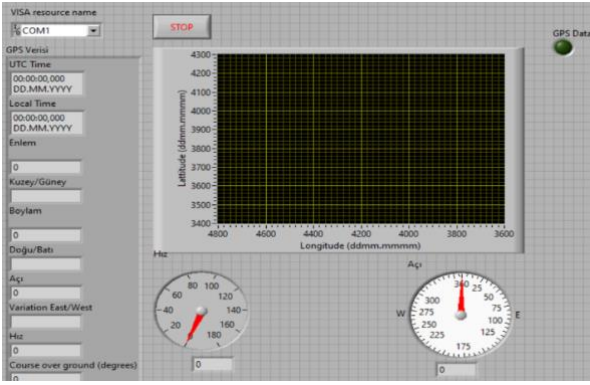 VISA resource name
COM1
STOP
GPS Data
GPS Verisi
UTC Time
00:00:00,000
DD.MM.YYYY
Local Time
00:00:00,000
DD.MM.YYYY
Enlem
0
Kuzey/Güney
Boylam
0
Doğu/Batı
Açı
0
Variation East/West
Hız
0
Course over ground (degrees)
0
4300
4200
4100
4000
3900
3800
3700
3600
3500
3400
Lattitude (ddmm.mmmm)
4800
4600
4400
4200
4000
3800
3600
Longitude (ddmm.mmmmm)
Hız
0
20
40
60
80
100
120
140
160
180
0
Açı
360
25
50
75
100
125
175
225
250
275
300
W
E
0